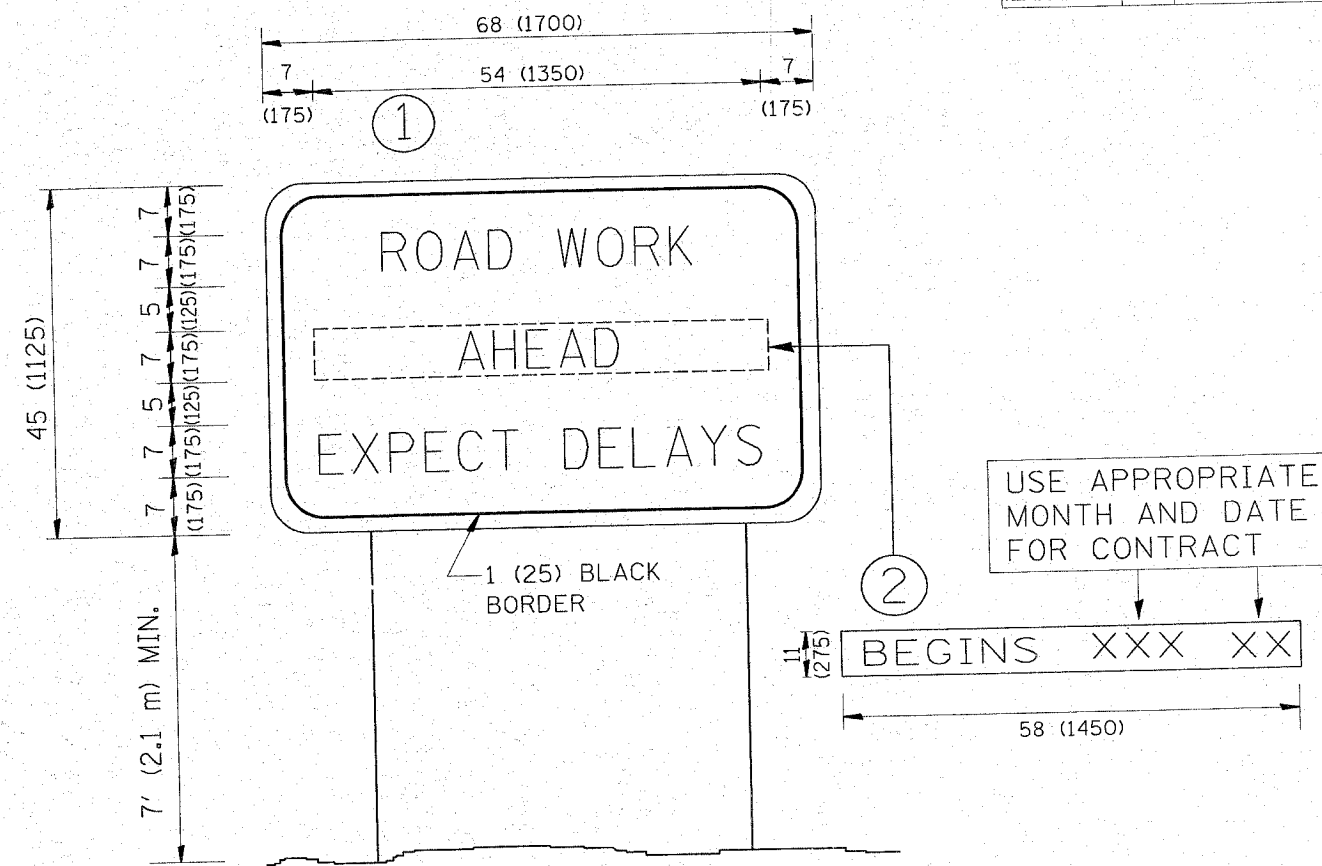 68 (1700)
7 54 (1350) 7
(175) (175)
1
7 (175)
7 (175)
5 (125)
7 (175)
5 (125)
7 (175)
7 (175)
45 (1125)
ROAD WORK
AHEAD
EXPECT DELAYS
1 (25) BLACK
BORDER
7' (2.1 m) MIN.
2
USE APPROPRIATE
MONTH AND DATE
FOR CONTRACT
11
(275)
BEGINS XXX XX
58 (1450)